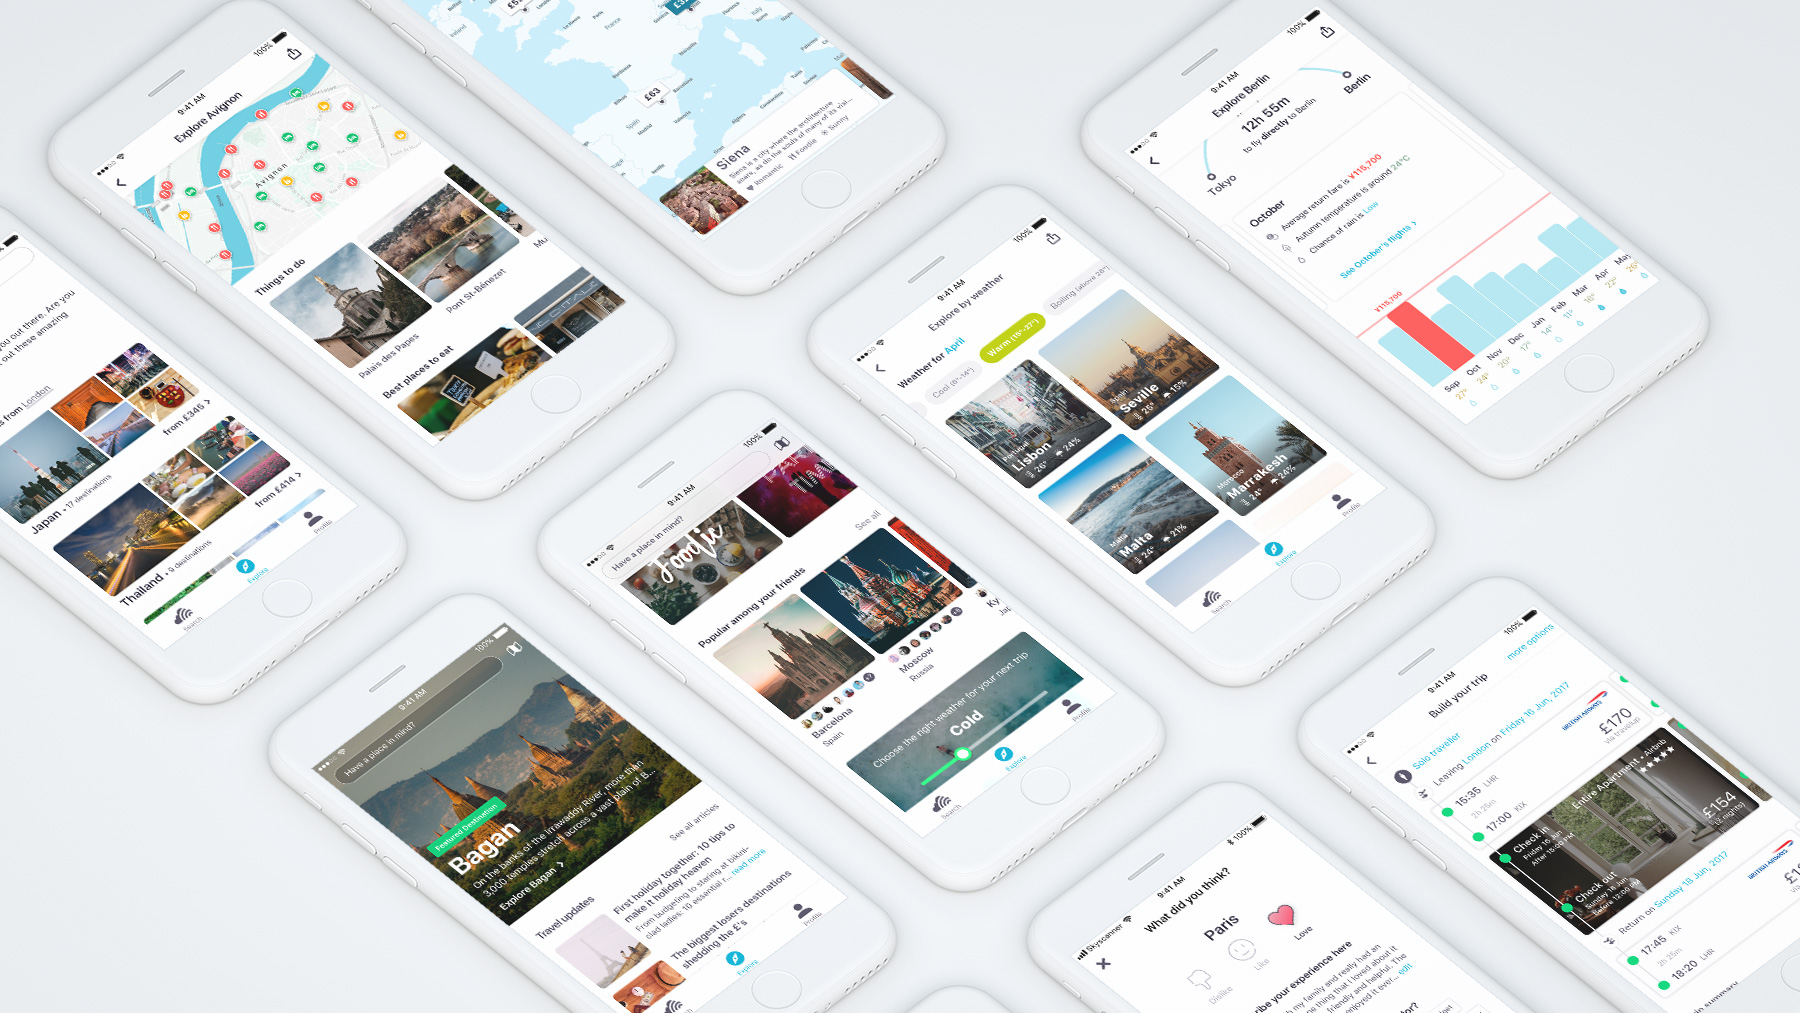 100%
9:41 AM
Explore Avignon
Avignon
Things to do
Palais des Papes
Pont St-Bénezet
Mu
Best places to eat
£63
France
Spain
Italy
Madrid
Barcelona
Valencia
Algiers
Marseille
Siena
Siena is a city where the architecture
soars, as do the souls of many of its visi...
Romantic
Foodie
Sunny
100%
9:41 AM
Explore Berlin
12h 55m
to fly directly to Berlin
Tokyo
Berlin
October
Average return fare is ¥115,700
Autumn temperature is around 24°C
Chance of rain is Low
See October's flights
¥115,700
Sep
Oct
Nov
Dec
Jan
Feb
Mar
Apr
May
27°
24°
20°
17°
14°
11°
16°
22°
you out there. Are you
out these amazing
s from London
Japan • 17 destinations
from £345
Thailand • 9 destinations
from £414
Search
Explore
Profile
100%
9:41 AM
Explore by weather
Weather for April
Cool (8°-14°)
Warm (15°-27°)
Boiling (above 28°)
Portugal
Lisbon
26°
24%
Spain
Seville
26°
15%
Malta
Malta
24°
21%
Morocco
Marrakesh
24°
24%
Search
Explore
Profile
100%
9:41 AM
Have a place in mind?
Foodie
See all
Popular among your friends
Barcelona
Spain
Moscow
Russia
Ky
Jap
Choose the right weather for your next trip
Cold
Search
Explore
Profile
100%
9:41 AM
Have a place in mind?
Featured Destination
Bagan
On the banks of the Irrawaddy River, more than
3,000 temples stretch across a vast plain of B...
Explore Bagan
Travel updates
See all articles
First holiday together: 10 tips to
make it holiday heaven
From budgeting to staring at bikini-
clad ladies: 10 essential r... read more
The biggest losers destinations
shedding the £'s
Explore
Profile
Skyscanner
9:41 AM
100%
What did you think?
Paris
Dislike
Like
Love
ribe your experience here
h my family and really had an
e thing that I loved about it
friendly and helpful. The
enjoyed it ever... edit
100%
9:41 AM
Build your trip
more options
Solo traveller
Leaving London on Friday 16 Jun, 2017
BRITISH AIRWAYS
15:35 LHR
2h 25m
17:00 KIX
£170
via travelup
Entire Apartment • Airbnb
Check in
Friday 16 Jun
After 15:00 PM
£154
(2 nights)
Check out
Sunday 18 Jun
Before 12:00 PM
Return on Sunday 18 Jun, 2017
BRITISH AIRWAYS
17:45 KIX
2h 25m
18:20 LHR